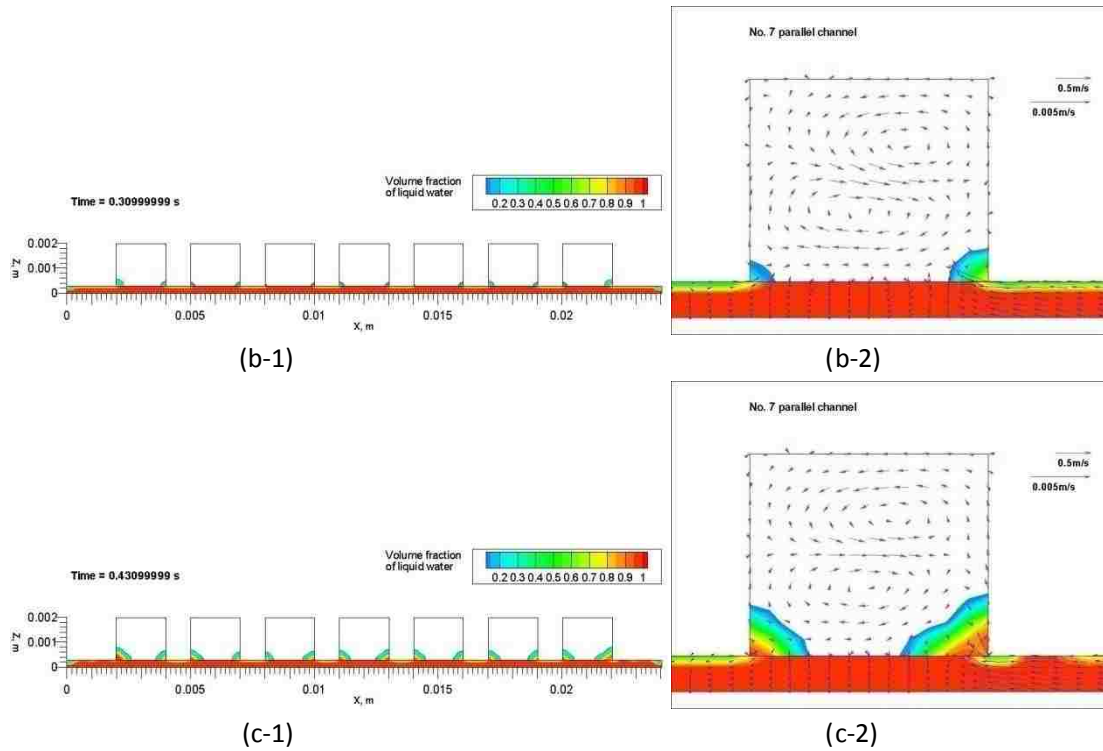 No. 7 parallel channel
0.5m/s
0.005m/s
Volume fraction
of liquid water
0.2 0.3 0.4 0.5 0.6 0.7 0.8 0.9 1
Time = 0.30999999 s
0.002
0.001
0
Z, m
0 0.005 0.01 0.015 0.02
X, m
(b-1)
(b-2)
No. 7 parallel channel
0.5m/s
0.005m/s
Volume fraction
of liquid water
0.2 0.3 0.4 0.5 0.6 0.7 0.8 0.9 1
Time = 0.43099999 s
0.002
0.001
0
Z, m
0 0.005 0.01 0.015 0.02
X, m
(c-1)
(c-2)